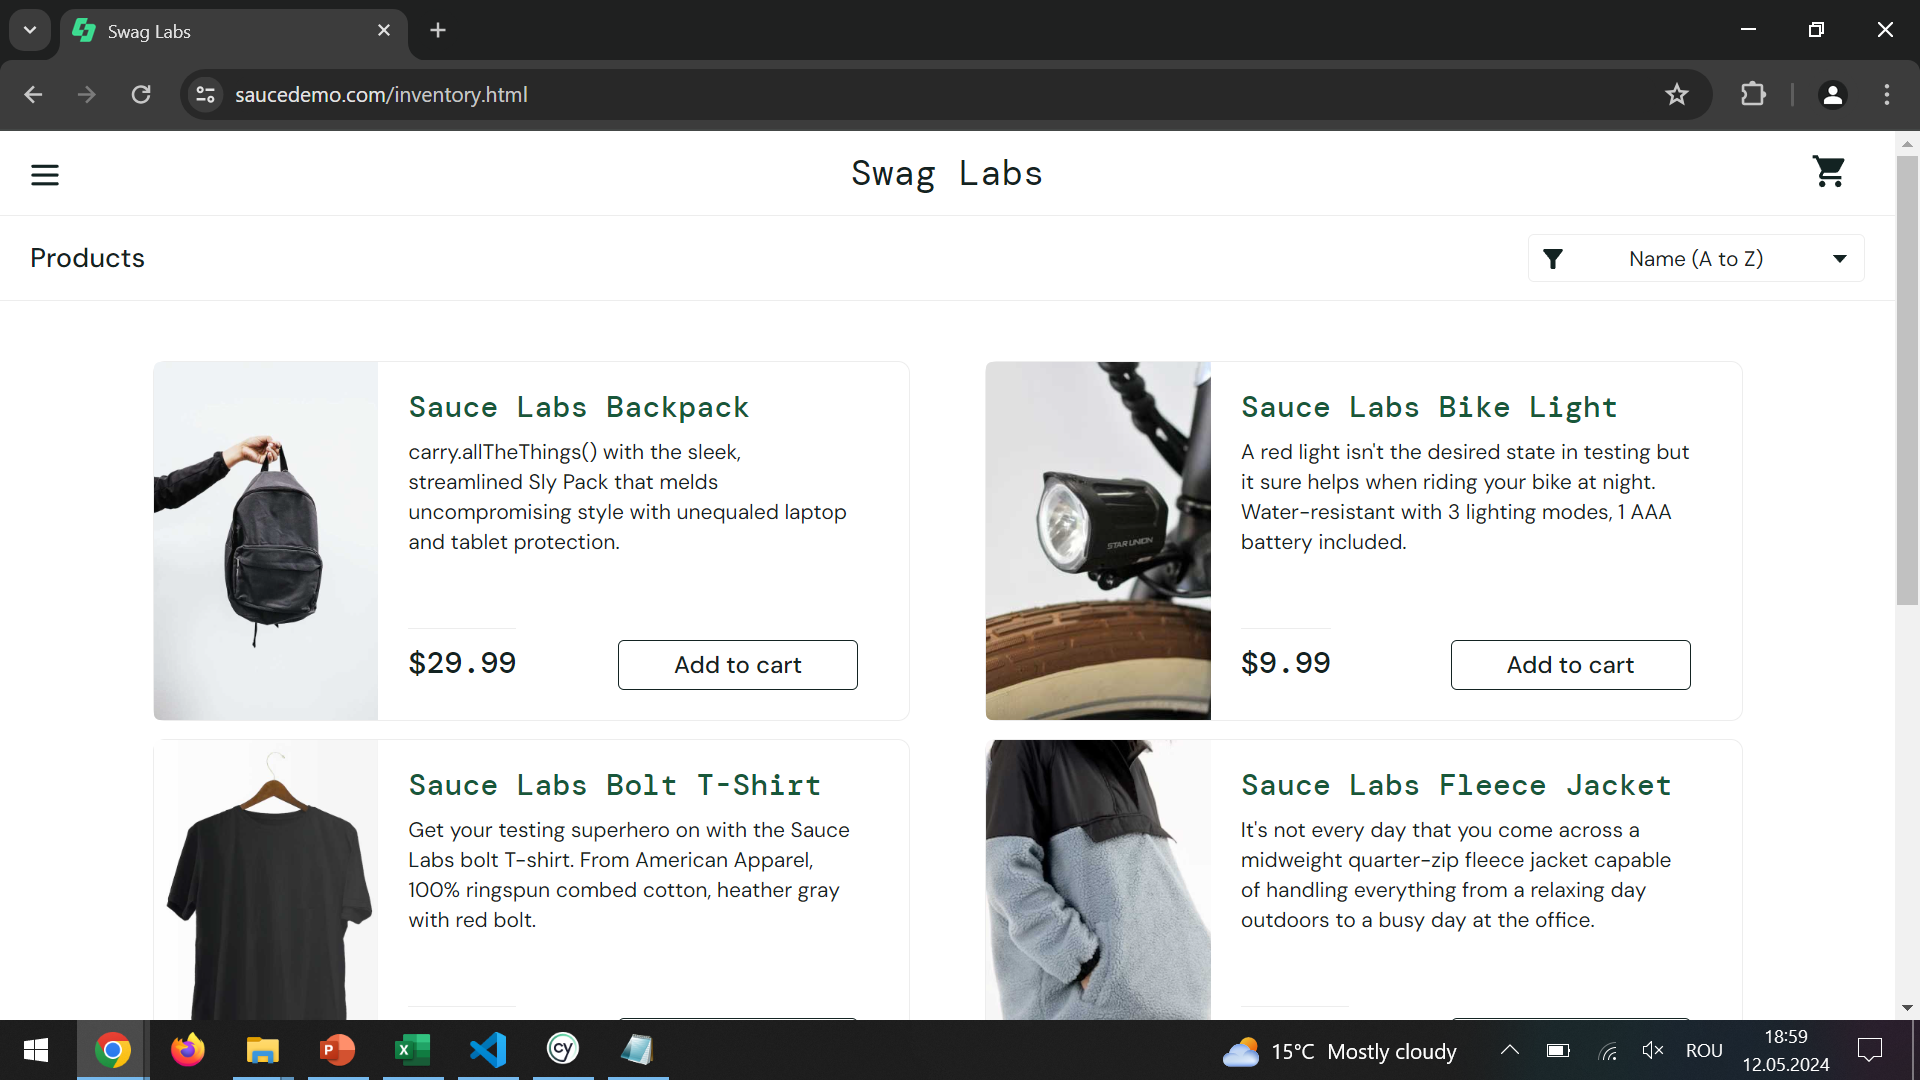 Swag Labs
saucedemo.com/inventory.html
Swag Labs
Products
Name (A to Z)
Sauce Labs Backpack
carry.allTheThings() with the sleek,
streamlined Sly Pack that melds
uncompromising style with unequaled laptop
and tablet protection.
$29.99
Add to cart
Sauce Labs Bike Light
A red light isn't the desired state in testing but
it sure helps when riding your bike at night.
Water-resistant with 3 lighting modes, 1 AAA
battery included.
STAR UNION
$9.99
Add to cart
Sauce Labs Bolt T-Shirt
Get your testing superhero on with the Sauce
Labs bolt T-shirt. From American Apparel,
100% ringspun combed cotton, heather gray
with red bolt.
Sauce Labs Fleece Jacket
It's not every day that you come across a
midweight quarter-zip fleece jacket capable
of handling everything from a relaxing day
outdoors to a busy day at the office.
P
X
cy
15°C Mostly cloudy
ROU
18:59
12.05.2024